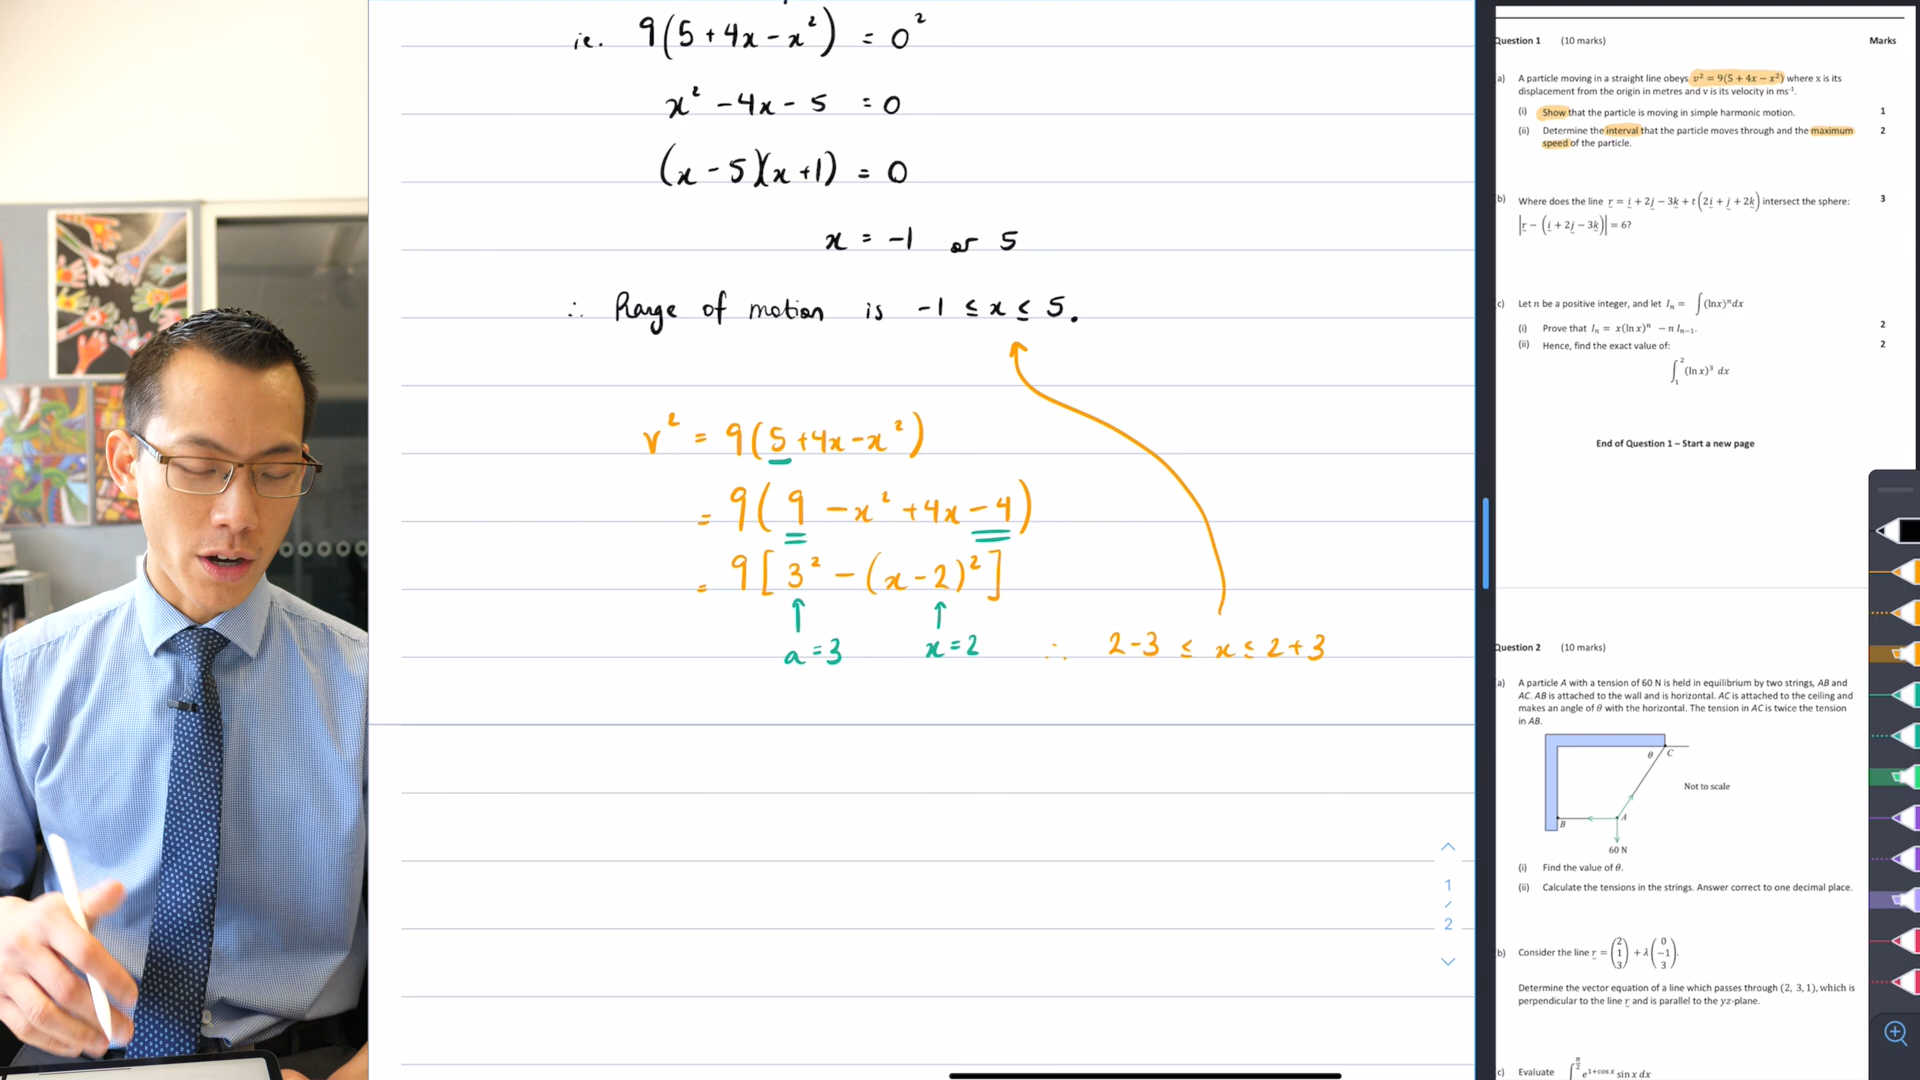 ie. 9(5 + 4x - x²) = 0²
x² - 4x - 5 = 0
(x - 5)(x + 1) = 0
x = -1 or 5
∴ Range of motion is -1 ≤ x ≤ 5.
v² = 9(5 + 4x - x²)
= 9(9 - x² + 4x - 4)
= 9[3² - (x - 2)²]
a = 3 x = 2 ∴ 2 - 3 ≤ x ≤ 2 + 3
1
/
2
Question 1 (10 marks) Marks
a) A particle moving in a straight line obeys v² = 9(5 + 4x − x²) where x is its
displacement from the origin in metres and v is its velocity in ms⁻¹.
(i) Show that the particle is moving in simple harmonic motion. 1
(ii) Determine the interval that the particle moves through and the maximum 2
speed of the particle.
b) Where does the line r = i + 2j − 3k + t(2i + j + 2k) intersect the sphere: 3
|r − (i + 2j − 3k)| = 6?
c) Let n be a positive integer, and let Iₙ = ∫(lnx)ⁿdx
(i) Prove that Iₙ = x(ln x)ⁿ − n Iₙ₋₁. 2
(ii) Hence, find the exact value of: 2
∫₁² (ln x)³ dx
End of Question 1 – Start a new page
Question 2 (10 marks)
a) A particle A with a tension of 60 N is held in equilibrium by two strings, AB and
AC. AB is attached to the wall and is horizontal. AC is attached to the ceiling and
makes an angle of θ with the horizontal. The tension in AC is twice the tension
in AB.
θ C
Not to scale
B A
60 N
(i) Find the value of θ.
(ii) Calculate the tensions in the strings. Answer correct to one decimal place.
b) Consider the line r = (2 1 3) + λ(0 −1 3).
Determine the vector equation of a line which passes through (2, 3, 1), which is
perpendicular to the line r and is parallel to the yz-plane.
c) Evaluate ∫ e^(1+cos x) sin x dx